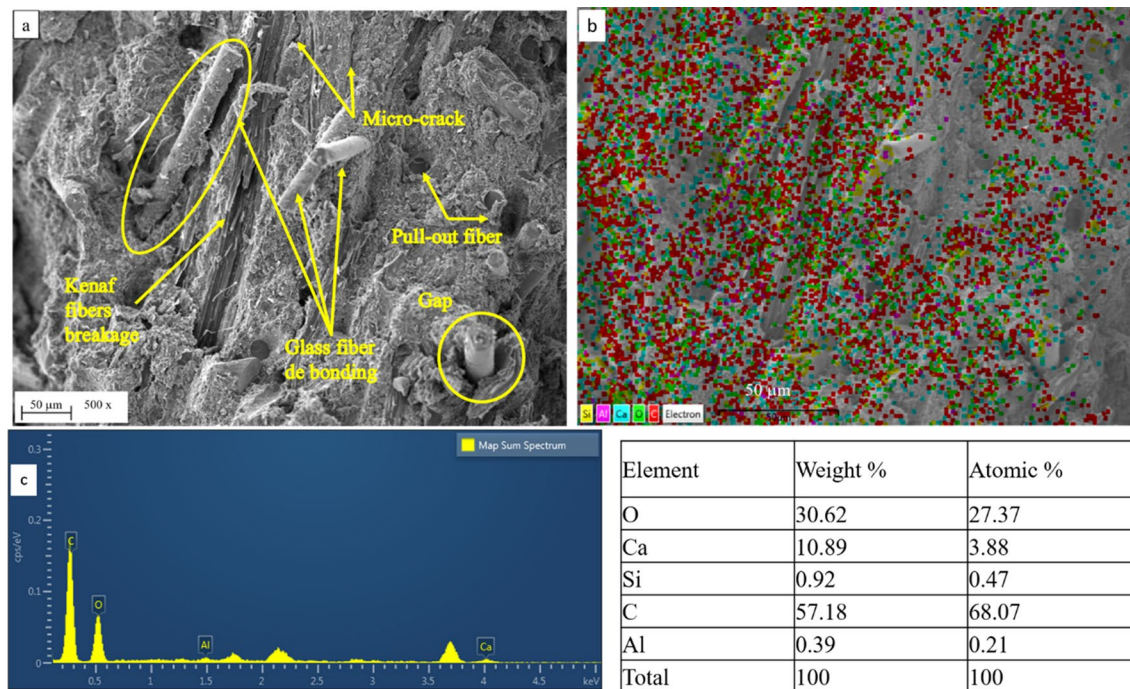 a
Micro-crack
Pull-out fiber
Kenaf
fibers
breakage
Glass fiber
de bonding
Gap
50 µm 500 x
b
50 µm
Si Al Ca O C Electron
c
Map Sum Spectrum
cps/eV
0.3
0.2
0.1
0
C
O
Al
Ca
0.5 1 1.5 2 2.5 3 3.5 4 4.5 keV
Element Weight % Atomic %
O 30.62 27.37
Ca 10.89 3.88
Si 0.92 0.47
C 57.18 68.07
Al 0.39 0.21
Total 100 100